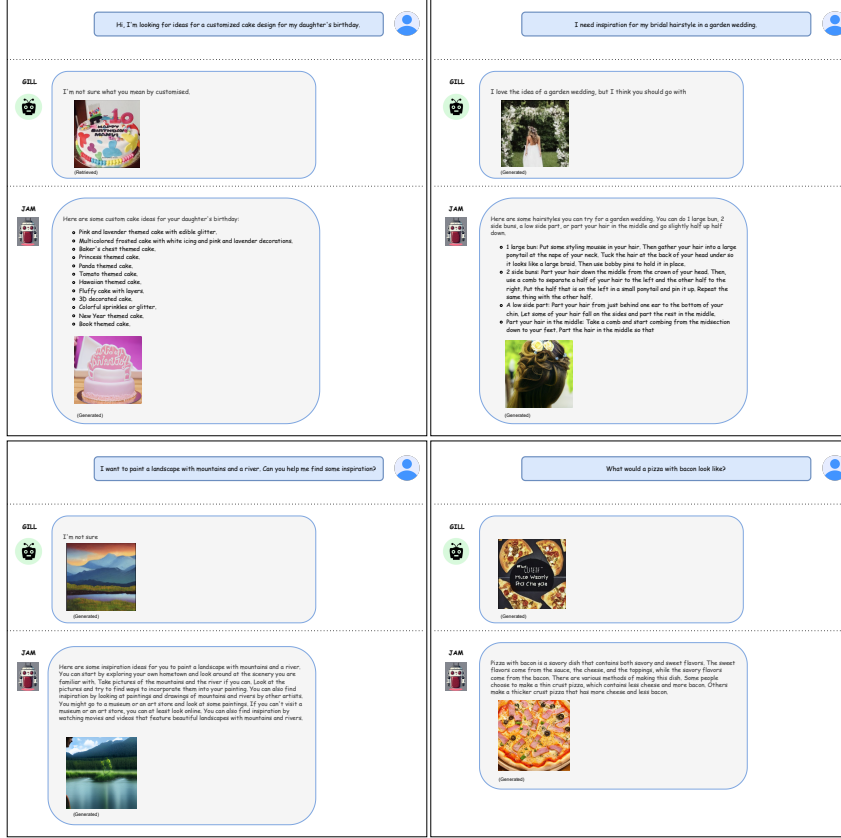 Hi, I'm looking for ideas for a customized cake design for my daughter's birthday.
GILL
I'm not sure what you mean by customised.
10
HAPPY
BIRTHDAY
(Retrieved)
JAM
Here are some custom cake ideas for your daughter's birthday:
Pink and lavender themed cake with edible glitter.
Multicolored frosted cake with white icing and pink and lavender decorations.
Baker's chest themed cake.
Princess themed cake.
Panda themed cake.
Tomato themed cake.
Hawaiian themed cake.
Fluffy cake with layers.
3D decorated cake.
Colorful sprinkles or glitter.
New Year themed cake.
Book themed cake.
(Generated)
I need inspiration for my bridal hairstyle in a garden wedding.
GILL
I love the idea of a garden wedding, but I think you should go with
(Generated)
JAM
Here are some hairstyles you can try for a garden wedding. You can do 1 large bun, 2
side buns, a low side part, or part your hair in the middle and go slightly half up half
down.
1 large bun: Put some styling mousse in your hair. Then gather your hair into a large
ponytail at the nape of your neck. Tuck the hair at the back of your head under so
it looks like a large braid. Then use bobby pins to hold it in place.
2 side buns: Part your hair down the middle from the crown of your head. Then,
use a comb to separate a half of your hair to the left and the other half to the
right. Put the half that is on the left in a small ponytail and pin it up. Repeat the
same thing with the other half.
A low side part: Part your hair from just behind one ear to the bottom of your
chin. Let some of your hair fall on the sides and part the rest in the middle.
Part your hair in the middle: Take a comb and start combing from the midsection
down to your feet. Part the hair in the middle so that
(Generated)
I want to paint a landscape with mountains and a river. Can you help me find some inspiration?
GILL
I'm not sure
(Generated)
JAM
Here are some inspiration ideas for you to paint a landscape with mountains and a river.
You can start by exploring your own hometown and look around at the scenery you are
familiar with. Take pictures of the mountains and the river if you can. Look at the
pictures and try to find ways to incorporate them into your painting. You can also find
inspiration by looking at paintings and drawings of mountains and rivers by other artists.
You might go to a museum or an art store and look at some paintings. If you can't visit a
museum or an art store, you can at least look online. You can also find inspiration by
watching movies and videos that feature beautiful landscapes with mountains and rivers.
(Generated)
What would a pizza with bacon look like?
GILL
(Generated)
JAM
Pizza with bacon is a savory dish that contains both savory and sweet flavors. The sweet
flavors come from the sauce, the cheese, and the toppings, while the savory flavors
come from the bacon. There are various methods of making this dish. Some people
choose to make a thin crust pizza, which contains less cheese and more bacon. Others
make a thicker crust pizza that has more cheese and less bacon.
(Generated)